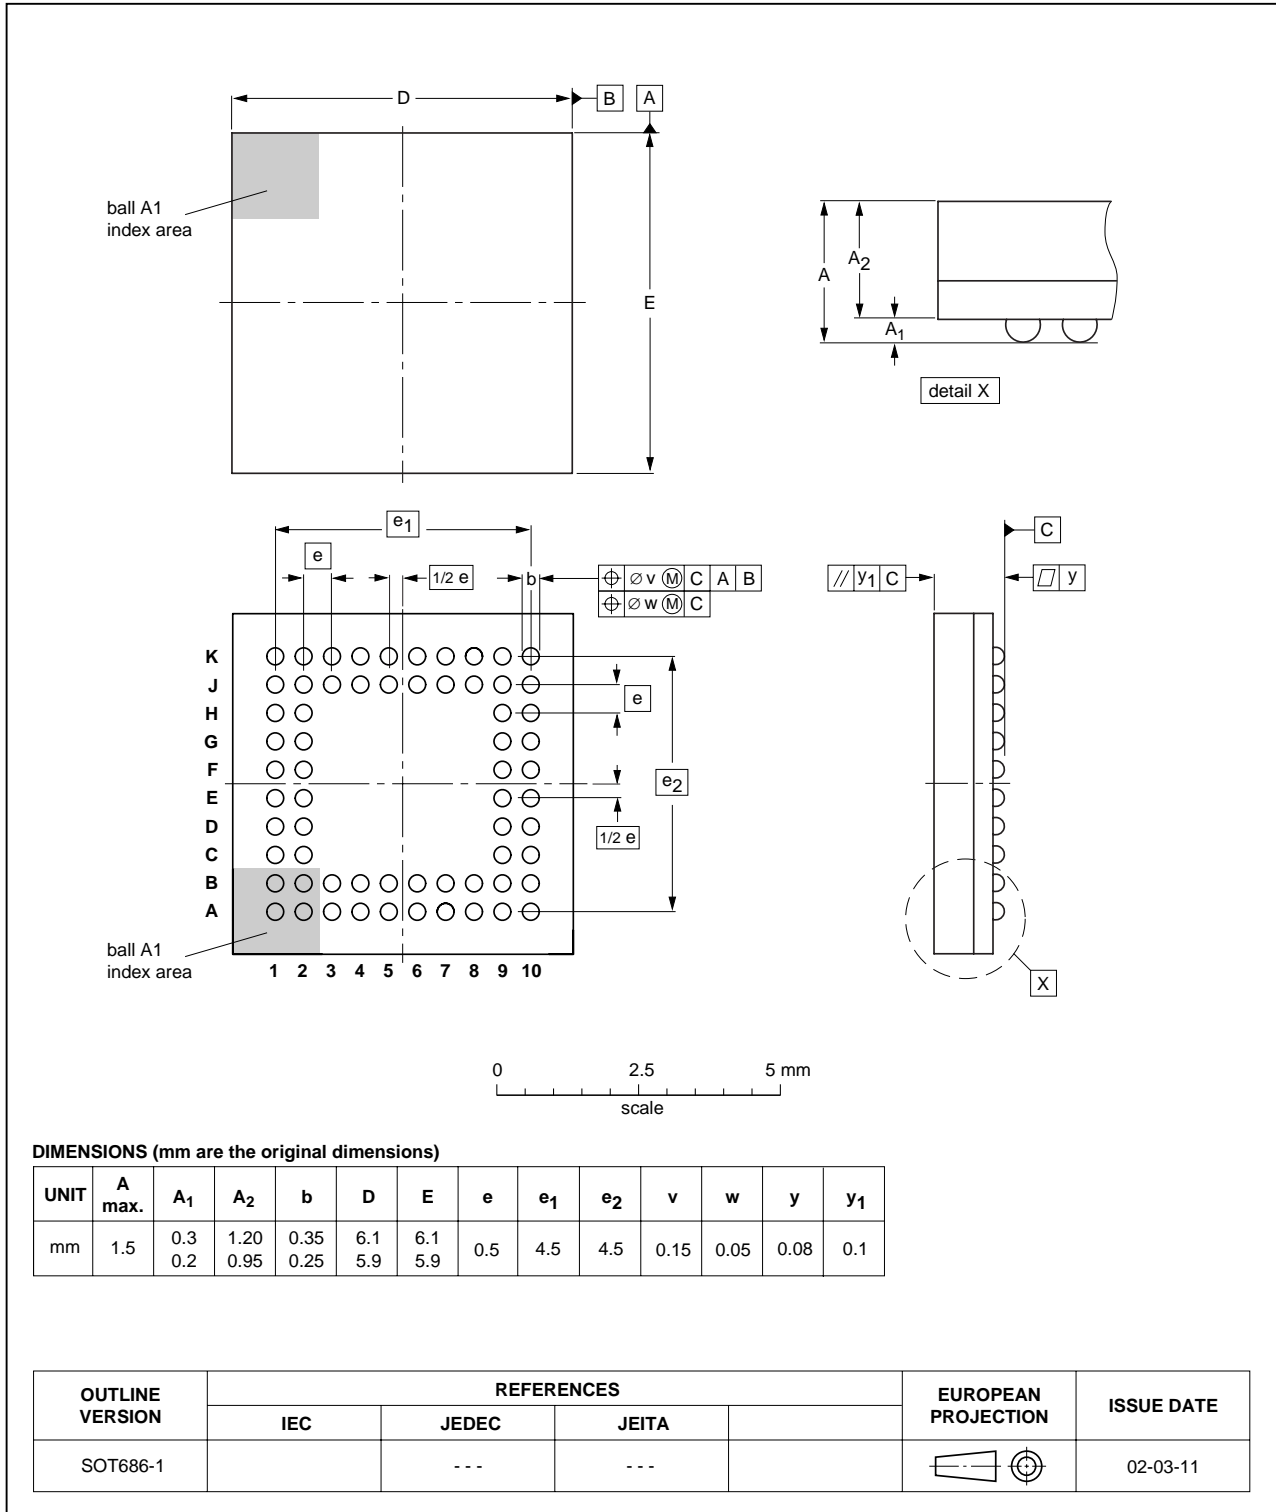 D
B
A
ball A1
index area
E
A
A2
A1
detail X
e1
e
1/2 e
b
⌖ ∅ v Ⓜ C A B
⌖ ∅ w Ⓜ C
C
// y1 C
⏥ y
K
J
H
G
F
E
D
C
B
A
e
e2
1/2 e
ball A1
index area
1 2 3 4 5 6 7 8 9 10
X
0 2.5 5 mm
scale
DIMENSIONS (mm are the original dimensions)
UNIT A max. A1 A2 b D E e e1 e2 v w y y1
mm 1.5 0.3 0.2 1.20 0.95 0.35 0.25 6.1 5.9 6.1 5.9 0.5 4.5 4.5 0.15 0.05 0.08 0.1
OUTLINE VERSION REFERENCES EUROPEAN PROJECTION ISSUE DATE
IEC JEDEC JEITA
SOT686-1 - - - - - - 02-03-11